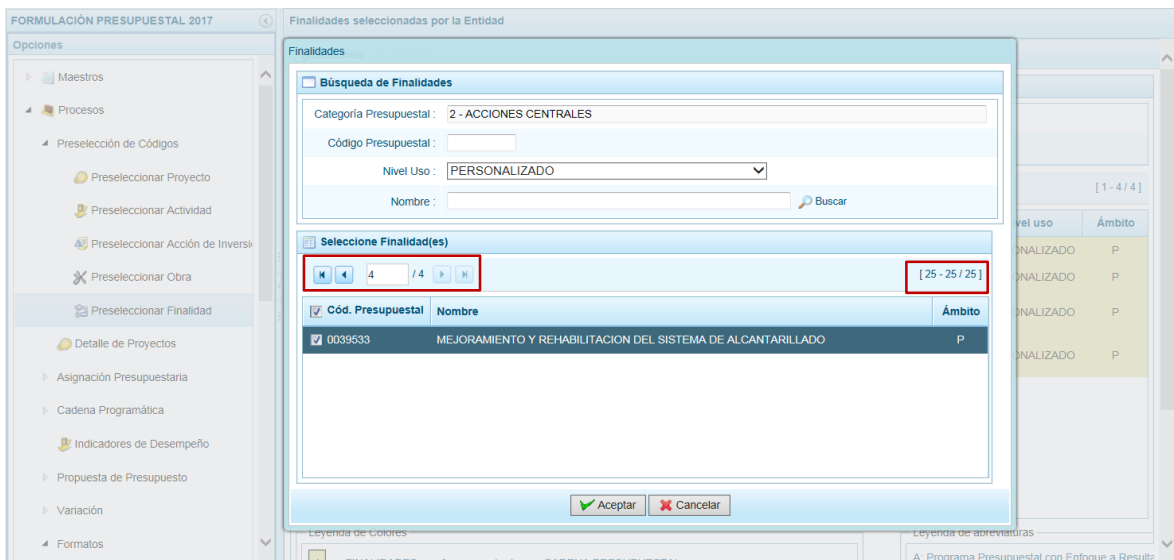 FORMULACIÓN PRESUPUESTAL 2017
Opciones
Maestros
Procesos
Preselección de Códigos
Preseleccionar Proyecto
Preseleccionar Actividad
Preseleccionar Acción de Inversi
Preseleccionar Obra
Preseleccionar Finalidad
Detalle de Proyectos
Asignación Presupuestaria
Cadena Programática
Indicadores de Desempeño
Propuesta de Presupuesto
Variación
Formatos
Finalidades seleccionadas por la Entidad
Finalidades
Búsqueda de Finalidades
Categoría Presupuestal : 2 - ACCIONES CENTRALES
Código Presupuestal :
Nivel Uso : PERSONALIZADO
Nombre : Buscar
Seleccione Finalidad(es)
4 / 4 [ 25 - 25 / 25 ]
Cód. Presupuestal Nombre Ámbito
0039533 MEJORAMIENTO Y REHABILITACION DEL SISTEMA DE ALCANTARILLADO P
Aceptar Cancelar
[ 1 - 4 / 4 ]
vel uso Ámbito
ONALIZADO P
ONALIZADO P
ONALIZADO P
ONALIZADO P
Leyenda de Colores
Leyenda de abreviaturas
A: Programa Presupuestal con Enfoque a Resulta